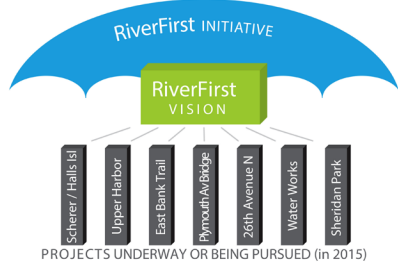 RiverFirst INITIATIVE
RiverFirst
VISION
Scherer / Halls Isl
Upper Harbor
East Bank Trail
Plymouth Av Bridge
26th Avenue N
Water Works
Sheridan Park
PROJECTS UNDERWAY OR BEING PURSUED (in 2015)